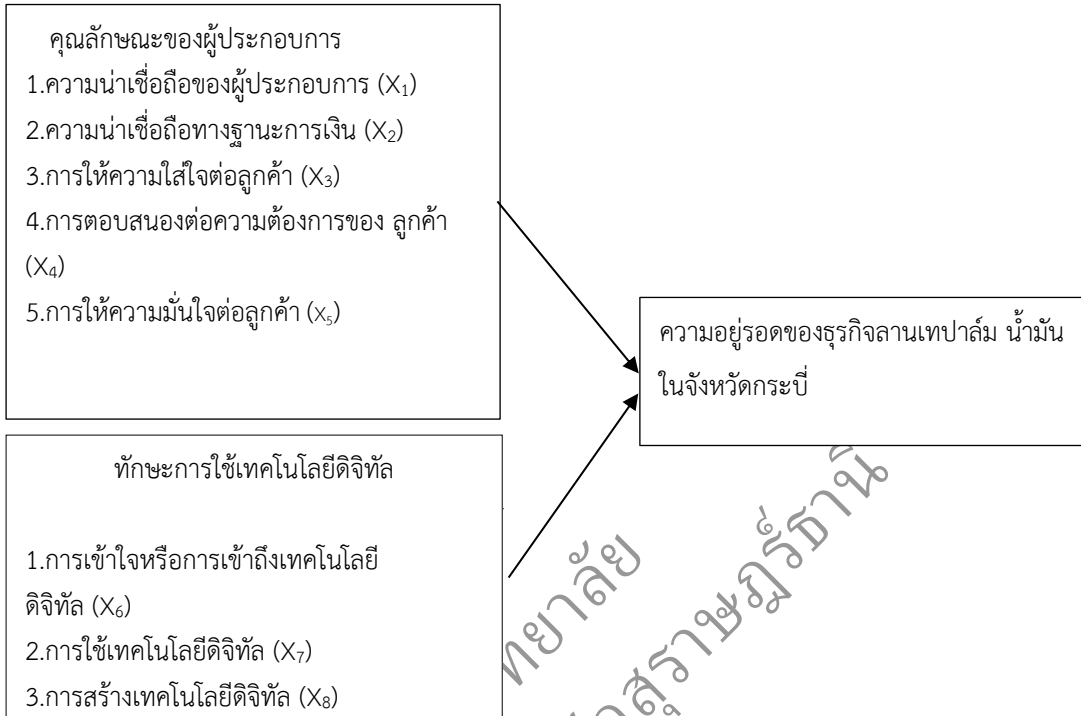 คุณลักษณะของผู้ประกอบการ
1.ความน่าเชื่อถือของผู้ประกอบการ (X₁)
2.ความน่าเชื่อถือทางฐานะการเงิน (X₂)
3.การให้ความใส่ใจต่อลูกค้า (X₃)
4.การตอบสนองต่อความต้องการของ ลูกค้า
(X₄)
5.การให้ความมั่นใจต่อลูกค้า (X₅)
ความอยู่รอดของธุรกิจลานเทปาล์ม น้ำมัน
ในจังหวัดกระบี่
ทักษะการใช้เทคโนโลยีดิจิทัล
1.การเข้าใจหรือการเข้าถึงเทคโนโลยี
ดิจิทัล (X₆)
2.การใช้เทคโนโลยีดิจิทัล (X₇)
3.การสร้างเทคโนโลยีดิจิทัล (X₈)